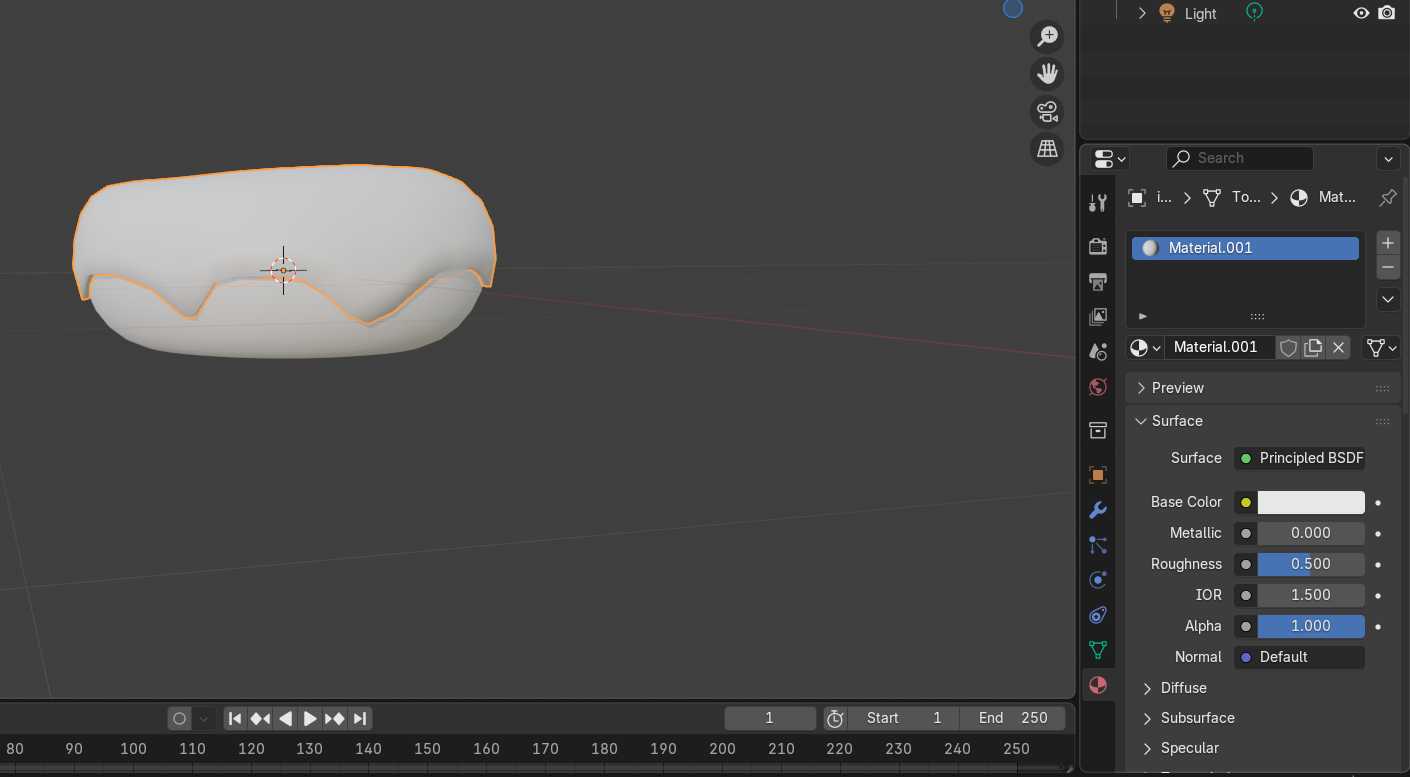 Light
Search
i...
To...
Mat...
Material.001
Material.001
Preview
Surface
Surface
Principled BSDF
Base Color
Metallic
0.000
Roughness
0.500
IOR
1.500
Alpha
1.000
Normal
Default
Diffuse
Subsurface
Specular
1
Start 1
End 250
80 90 100 110 120 130 140 150 160 170 180 190 200 210 220 230 240 250